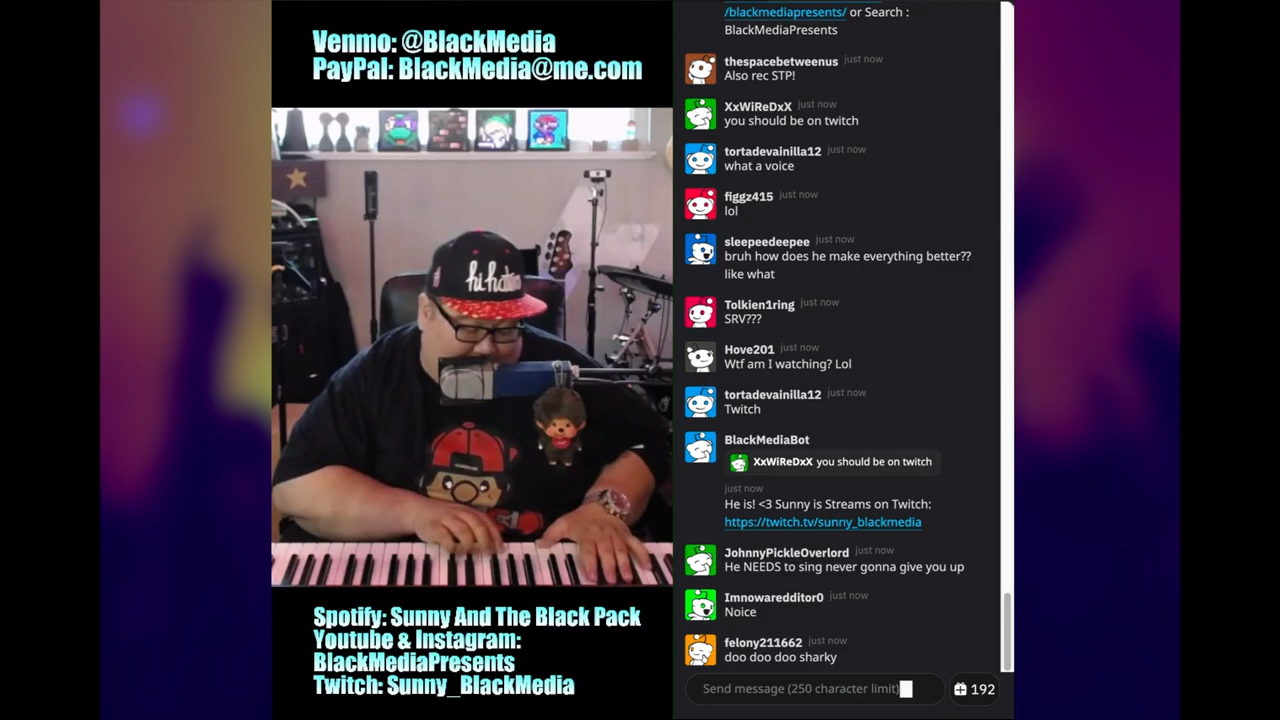 Venmo: @BlackMedia
PayPal: BlackMedia@me.com
Spotify: Sunny And The Black Pack
Youtube & Instagram:
BlackMediaPresents
Twitch: Sunny_BlackMedia
/blackmediapresents/ or Search :
BlackMediaPresents
thespacebetweenus just now
Also rec STP!
XxWiReDxX just now
you should be on twitch
tortadevainilla12 just now
what a voice
figgz415 just now
lol
sleepeedeepee just now
bruh how does he make everything better??
like what
Tolkien1ring just now
SRV???
Hove201 just now
Wtf am I watching? Lol
tortadevainilla12 just now
Twitch
BlackMediaBot
XxWiReDxX you should be on twitch
just now
He is! <3 Sunny is Streams on Twitch:
https://twitch.tv/sunny_blackmedia
JohnnyPickleOverlord just now
He NEEDS to sing never gonna give you up
Imnowaredditor0 just now
Noice
felony211662 just now
doo doo doo sharky
Send message (250 character limit)
192